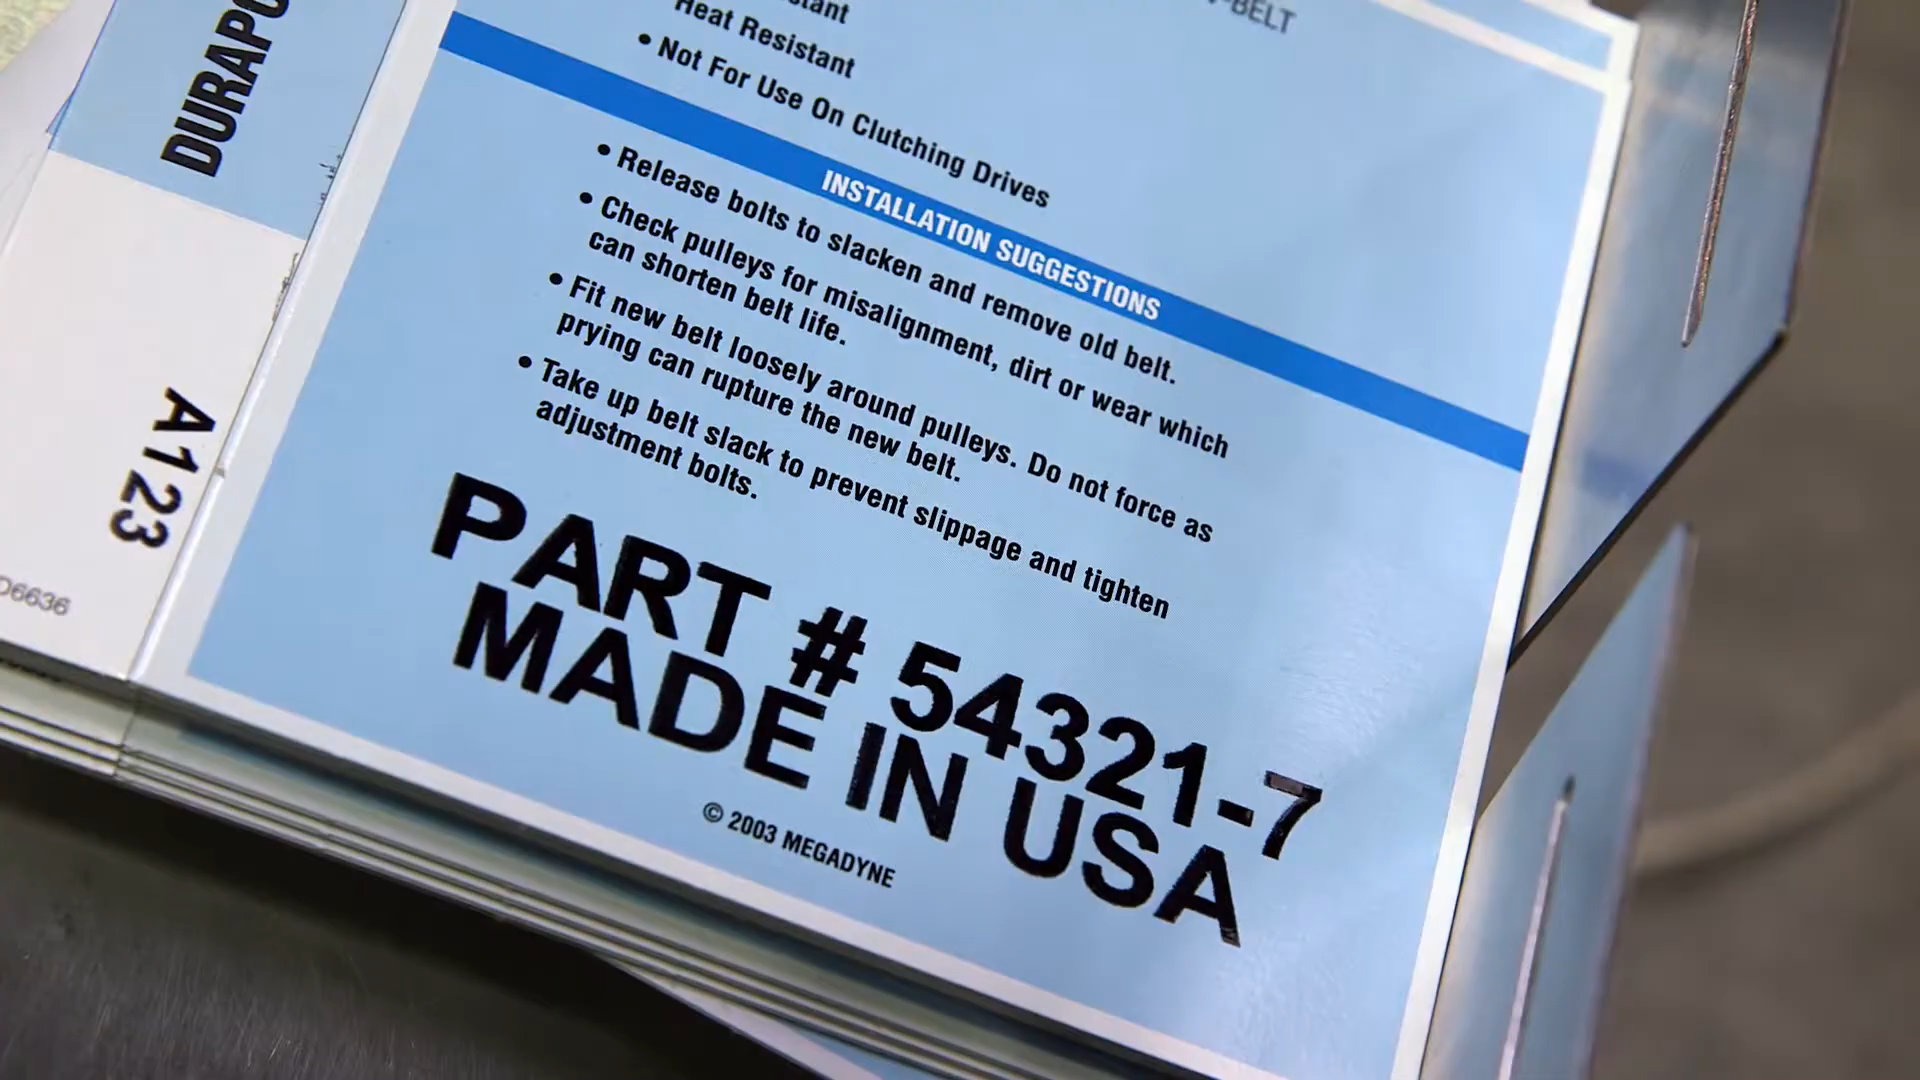 V-BELT
Heat Resistant
• Not For Use On Clutching Drives
INSTALLATION SUGGESTIONS
• Release bolts to slacken and remove old belt.
• Check pulleys for misalignment, dirt or wear which
can shorten belt life.
• Fit new belt loosely around pulleys. Do not force as
prying can rupture the new belt.
• Take up belt slack to prevent slippage and tighten
adjustment bolts.
PART # 54321-7
MADE IN USA
© 2003 MEGADYNE
DURAPO
A123
D6636